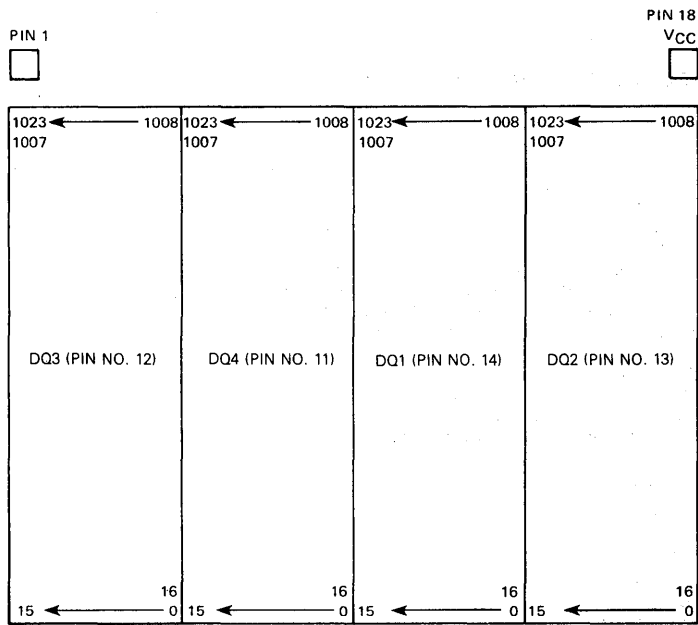 PIN 18
PIN 1 VCC
1023 1008 1023 1008 1023 1008 1023 1008
1007 1007 1007 1007
DQ3 (PIN NO. 12) DQ4 (PIN NO. 11) DQ1 (PIN NO. 14) DQ2 (PIN NO. 13)
16 16 16 16
15 0 15 0 15 0 15 0